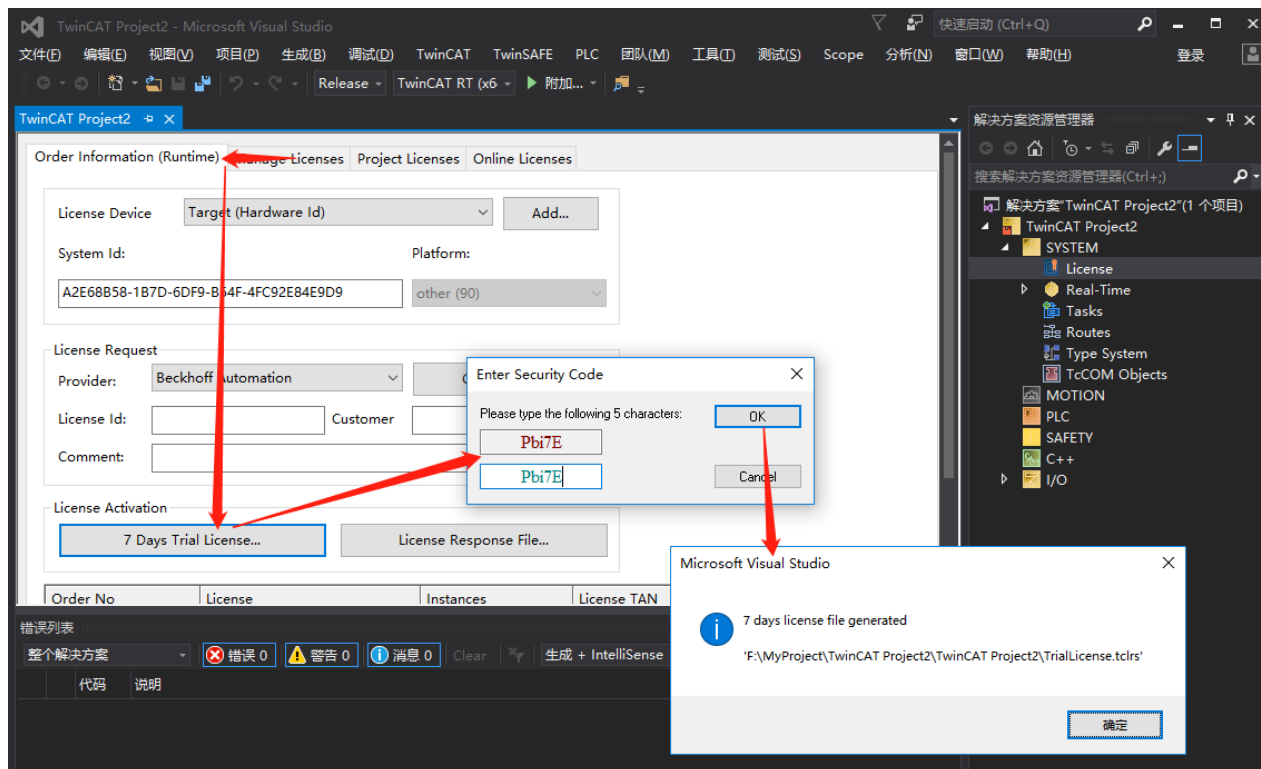 TwinCAT Project2 - Microsoft Visual Studio
快速启动 (Ctrl+Q)
文件(F) 编辑(E) 视图(V) 项目(P) 生成(B) 调试(D) TwinCAT TwinSAFE PLC 团队(M) 工具(T) 测试(S) Scope 分析(N) 窗口(W) 帮助(H) 登录
Release TwinCAT RT (x6 附加...
TwinCAT Project2
Order Information (Runtime) Manage Licenses Project Licenses Online Licenses
License Device Target (Hardware Id) Add...
System Id: Platform:
A2E68B58-1B7D-6DF9-B64F-4FC92E84E9D9 other (90)
License Request
Provider: Beckhoff Automation
License Id: Customer
Comment:
License Activation
7 Days Trial License... License Response File...
Order No License Instances License TAN
Enter Security Code
Please type the following 5 characters:
OK
Pbi7E
Pbi7E
Cancel
Microsoft Visual Studio
7 days license file generated
'F:\MyProject\TwinCAT Project2\TwinCAT Project2\TrialLicense.tclrs'
确定
错误列表
整个解决方案 错误 0 警告 0 消息 0 Clear 生成 + IntelliSense
代码 说明
解决方案资源管理器
搜索解决方案资源管理器(Ctrl+;)
解决方案"TwinCAT Project2"(1 个项目)
TwinCAT Project2
SYSTEM
License
Real-Time
Tasks
Routes
Type System
TcCOM Objects
MOTION
PLC
SAFETY
C++
I/O